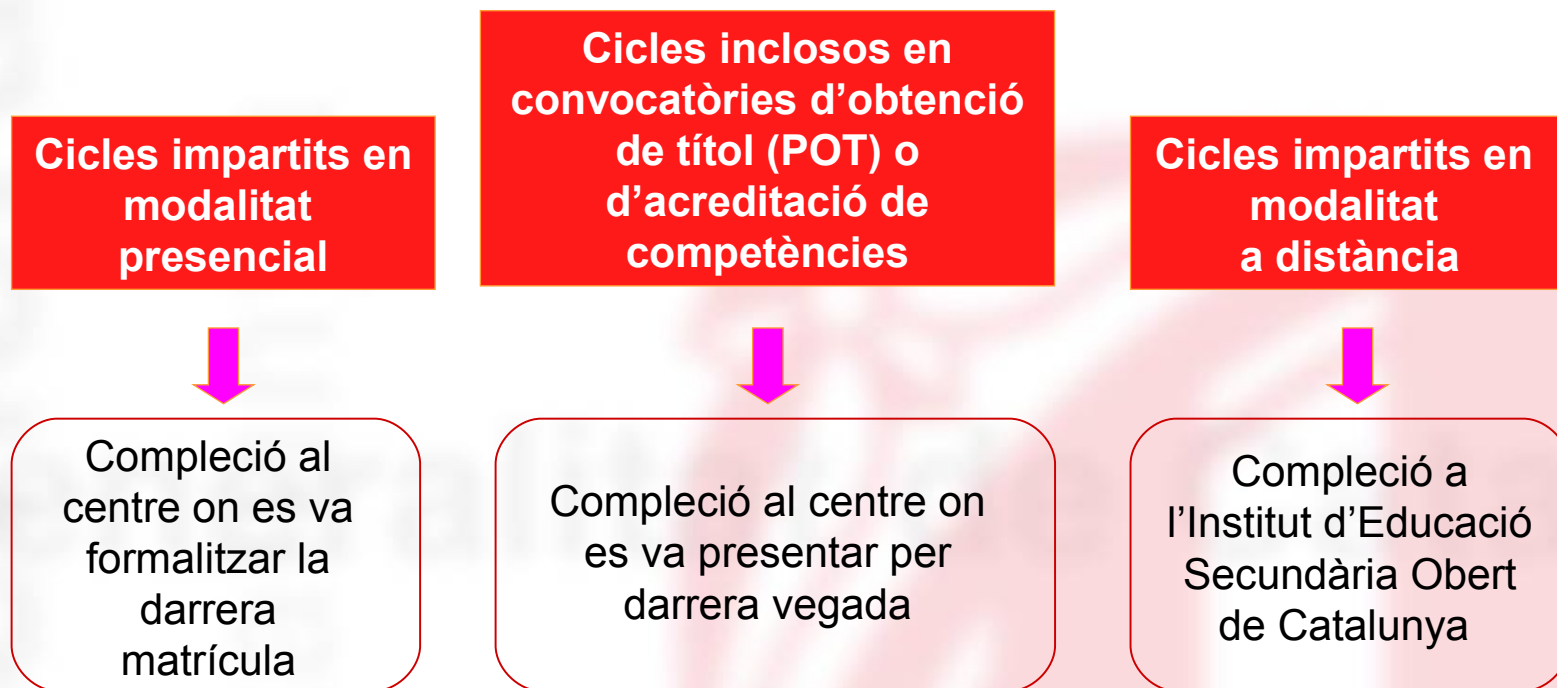 Cicles impartits en
modalitat
presencial
Cicles inclosos en
convocatòries d’obtenció
de títol (POT) o
d’acreditació de
competències
Cicles impartits en
modalitat
a distància
Compleció al
centre on es va
formalitzar la
darrera
matrícula
Compleció al centre on
es va presentar per
darrera vegada
Compleció a
l’Institut d’Educació
Secundària Obert
de Catalunya